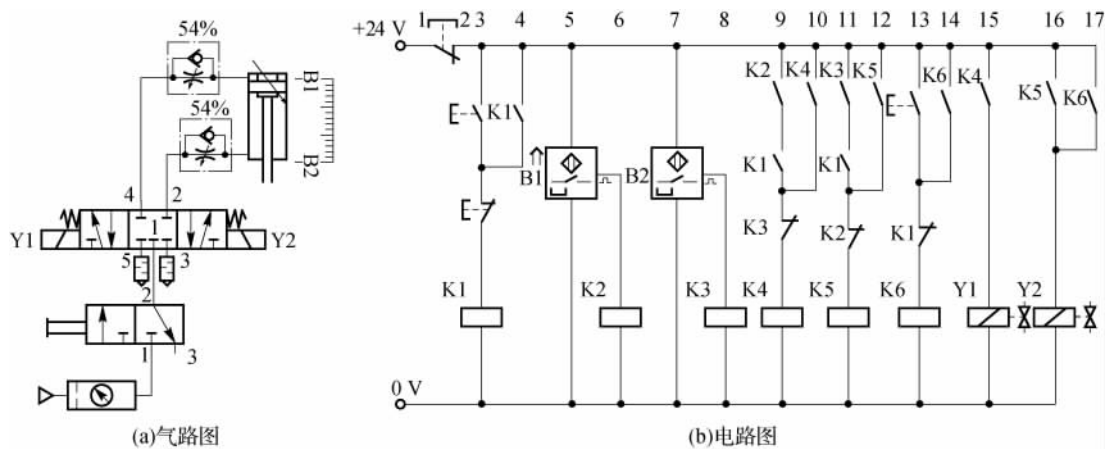 54%
B1
54%
B2
4 2
1
Y1 Y2
5 3
2
1 3
(a)气路图
1 2 3 4 5 6 7 8 9 10 11 12 13 14 15 16 17
+24 V
K2 K4 K3 K5 K6 K4 K5 K6
K1
B1 B2 K1 K1
K3 K2 K1
K1 K2 K3 K4 K5 K6 Y1 Y2
0 V
(b)电路图